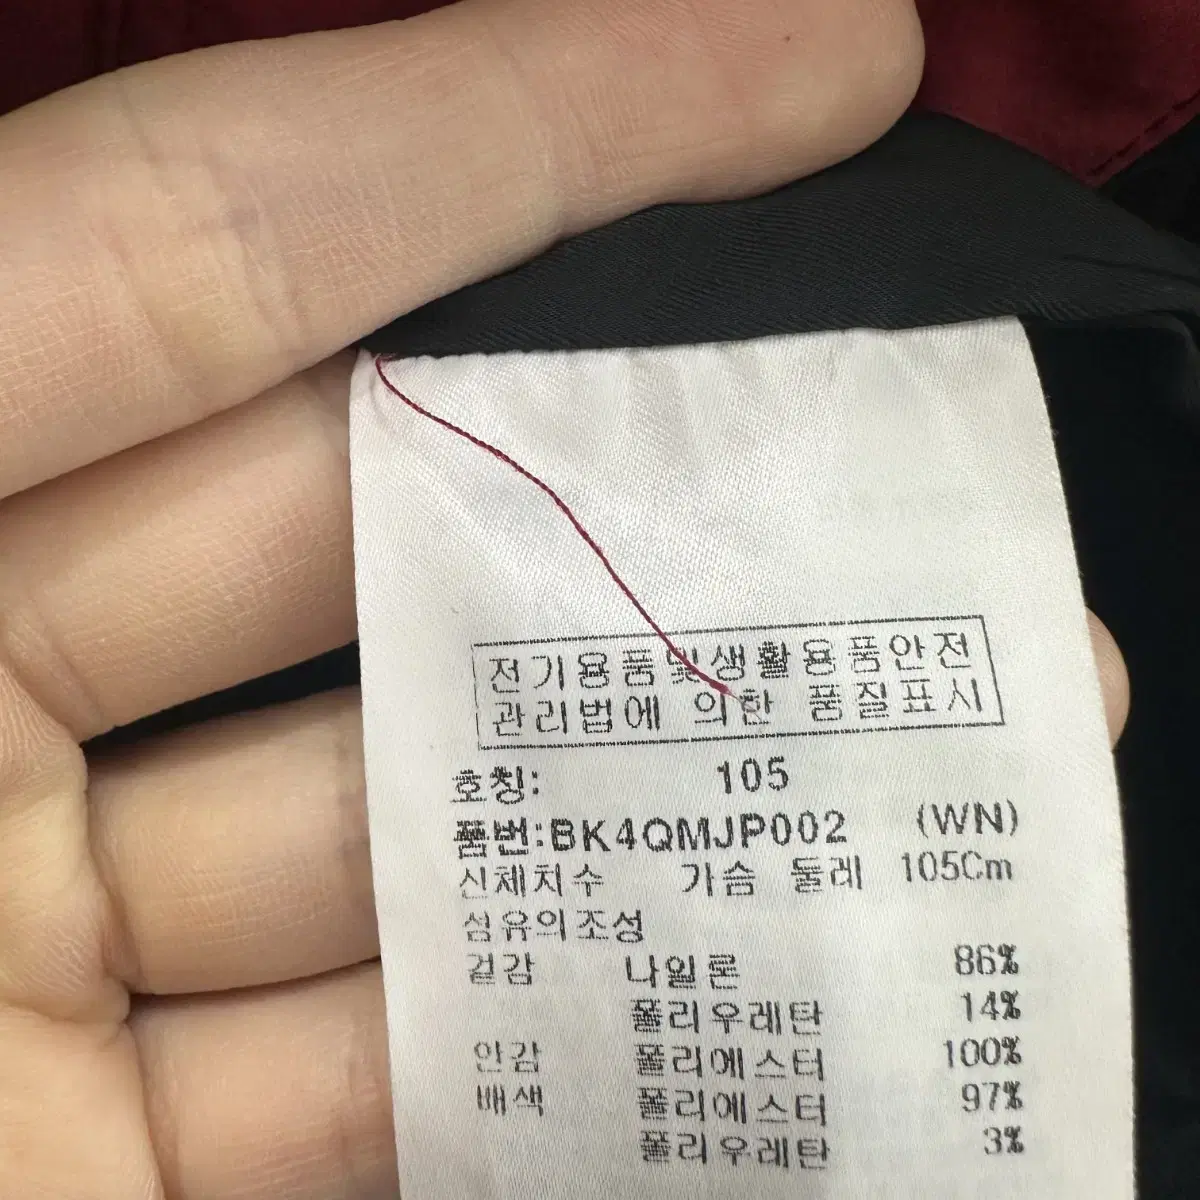 전기용품및생활용품안전
관리법에 의한 품질표시
호칭: 105
품번:BK4QMJP002 (WN)
신체치수 가슴 둘레 105Cm
섬유의조성
겉감 나일론 86%
폴리우레탄 14%
안감 폴리에스터 100%
배색 폴리에스터 97%
폴리우레탄 3%